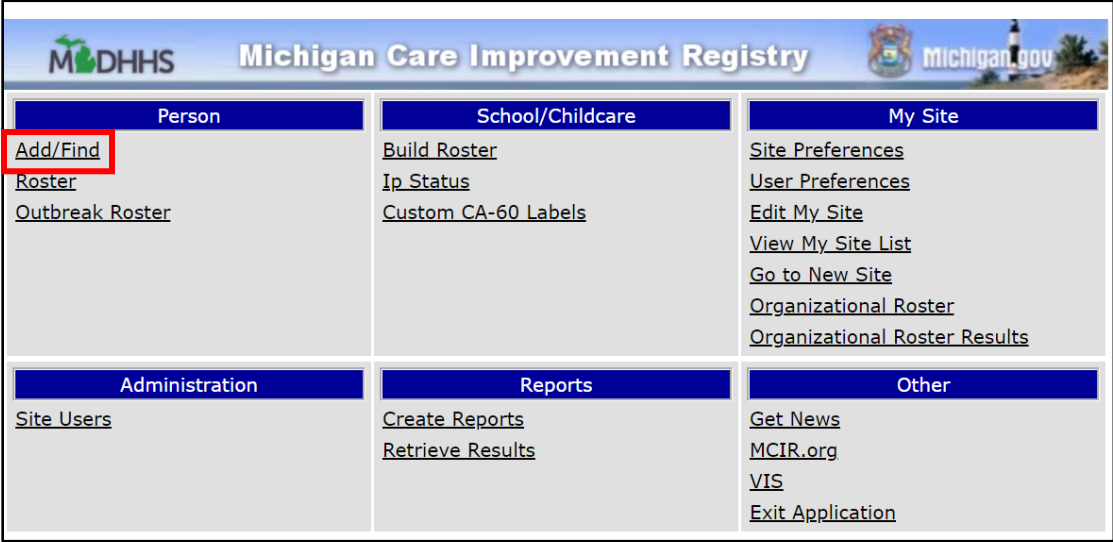 MDHHS Michigan Care Improvement Registry Michigan.gov
Person
Add/Find
Roster
Outbreak Roster
School/Childcare
Build Roster
Ip Status
Custom CA-60 Labels
My Site
Site Preferences
User Preferences
Edit My Site
View My Site List
Go to New Site
Organizational Roster
Organizational Roster Results
Administration
Site Users
Reports
Create Reports
Retrieve Results
Other
Get News
MCIR.org
VIS
Exit Application